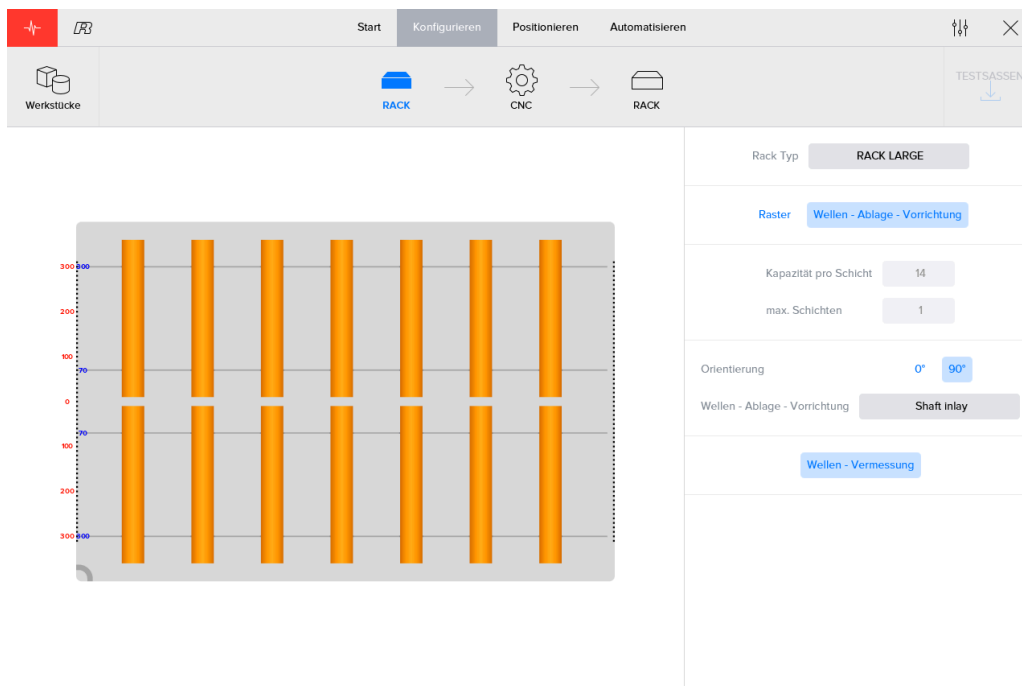 Start
Konfigurieren
Positionieren
Automatisieren
Werkstücke
RACK
CNC
RACK
TESTSASSEN
Rack Typ
RACK LARGE
Raster
Wellen - Ablage - Vorrichtung
Kapazität pro Schicht
14
max. Schichten
1
Orientierung
0°
90°
Wellen - Ablage - Vorrichtung
Shaft inlay
Wellen - Vermessung
300
200
100
70
0
70
100
200
300